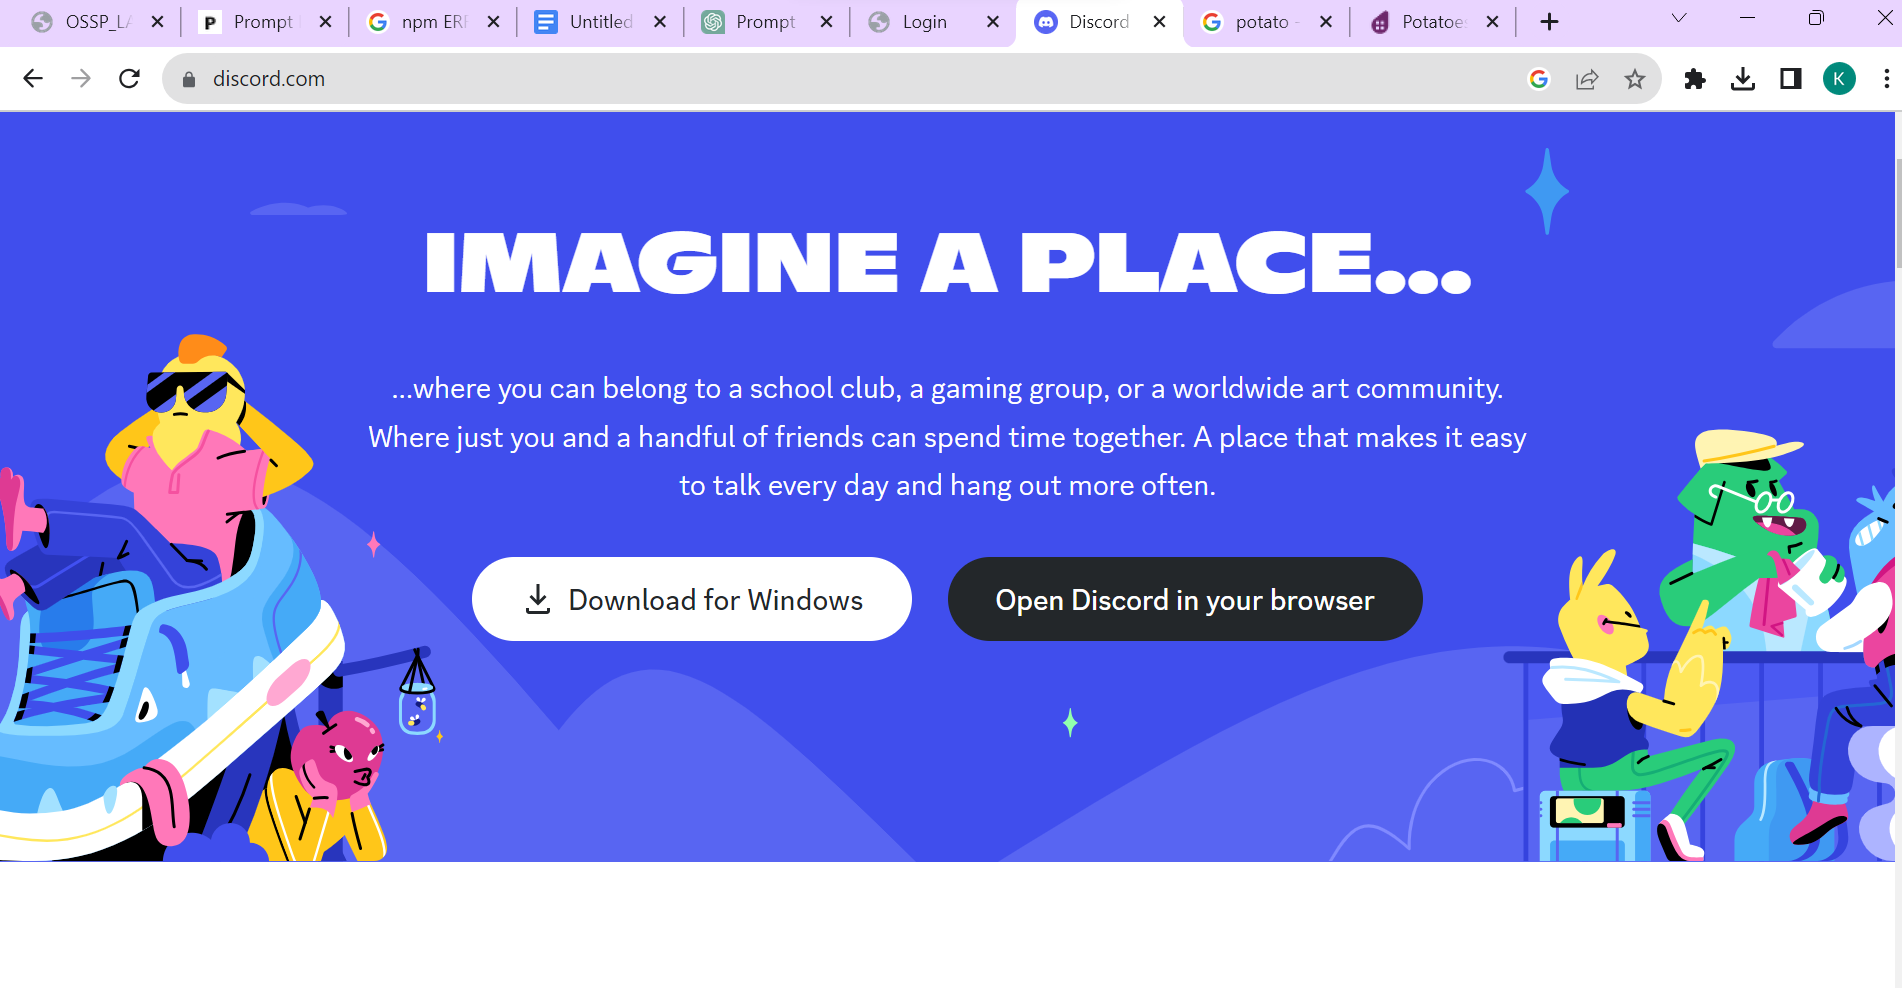 OSSP_LA
Prompt
npm ERR
Untitled
Prompt
Login
Discord
potato -
Potatoes
discord.com
K
IMAGINE A PLACE...
...where you can belong to a school club, a gaming group, or a worldwide art community.
Where just you and a handful of friends can spend time together. A place that makes it easy
to talk every day and hang out more often.
Download for Windows
Open Discord in your browser